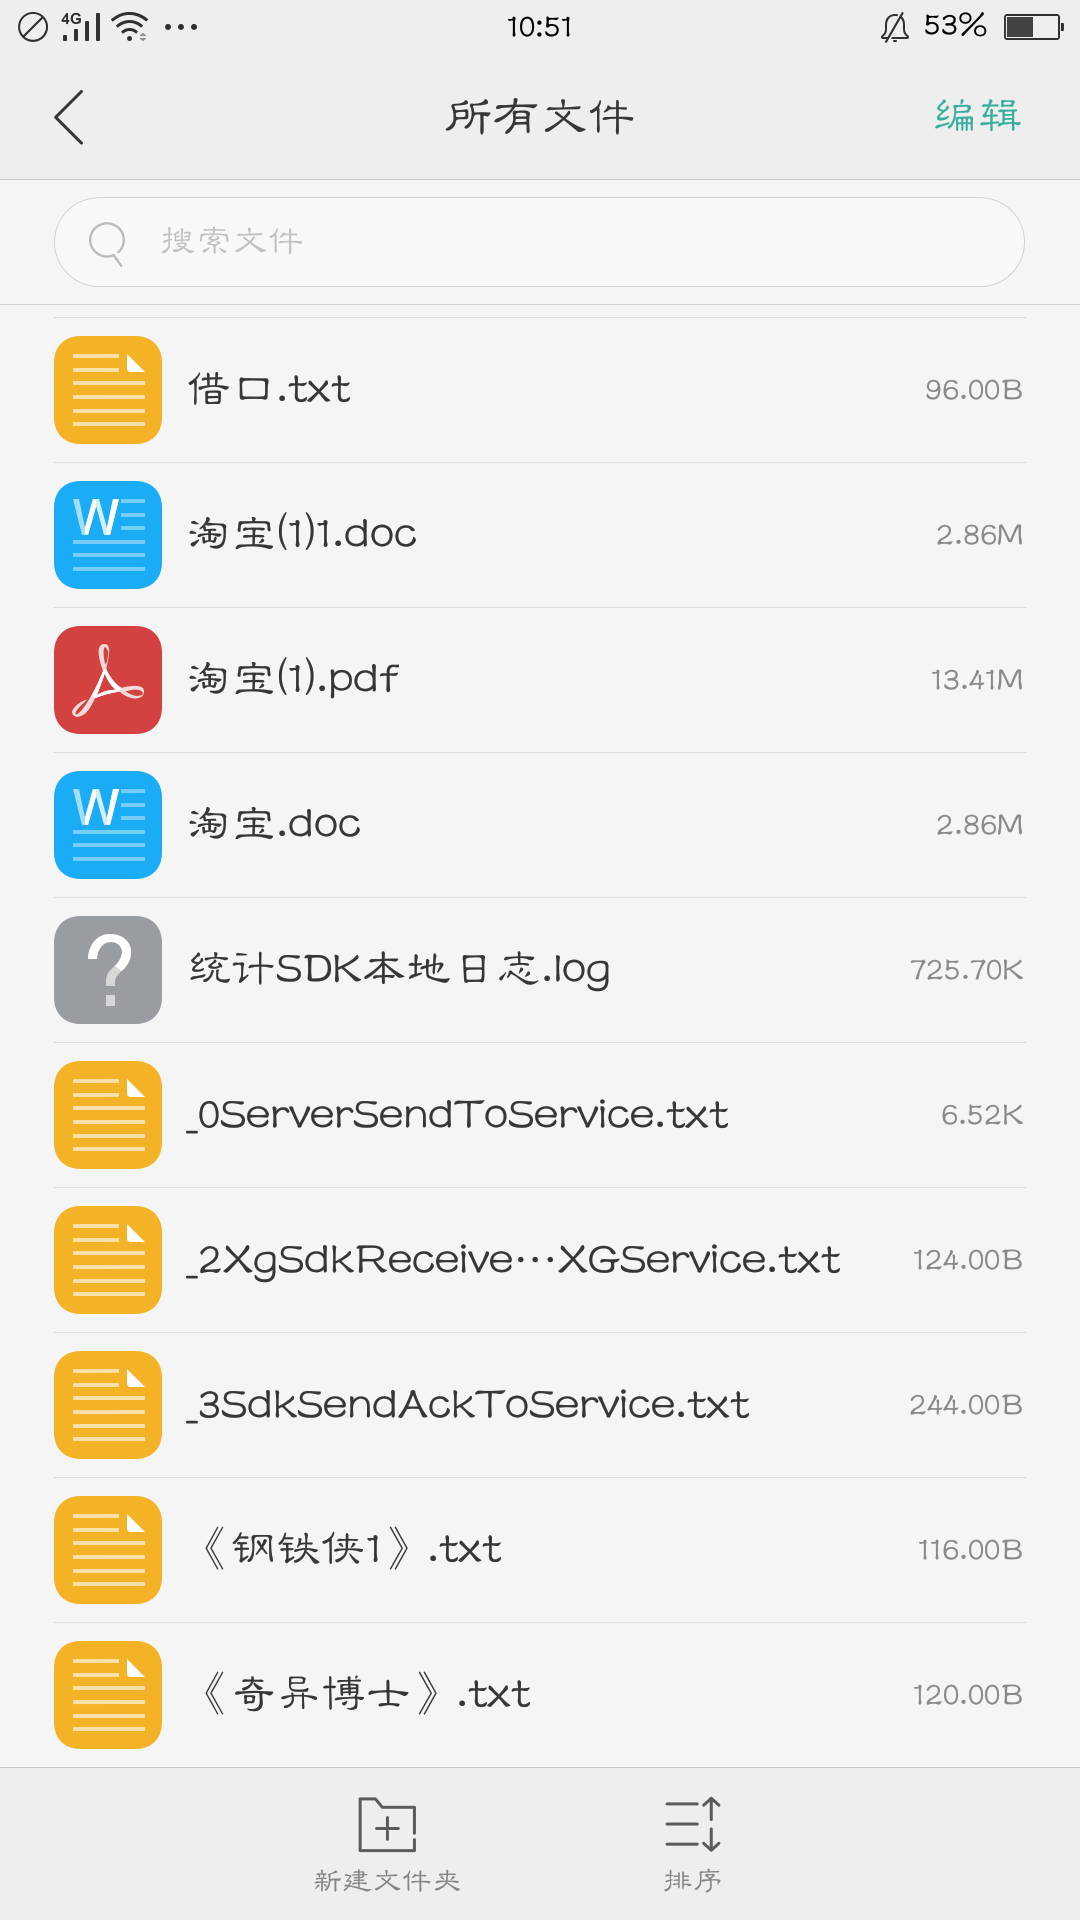 4G 10:51 53%
所有文件 编辑
搜索文件
借口.txt 96.00B
淘宝(1)1.doc 2.86M
淘宝(1).pdf 13.41M
淘宝.doc 2.86M
统计SDK本地日志.log 725.70K
_0ServerSendToService.txt 6.52K
_2XgSdkReceive…XGService.txt 124.00B
_3SdkSendAckToService.txt 244.00B
《钢铁侠1》.txt 116.00B
《奇异博士》.txt 120.00B
新建文件夹 排序